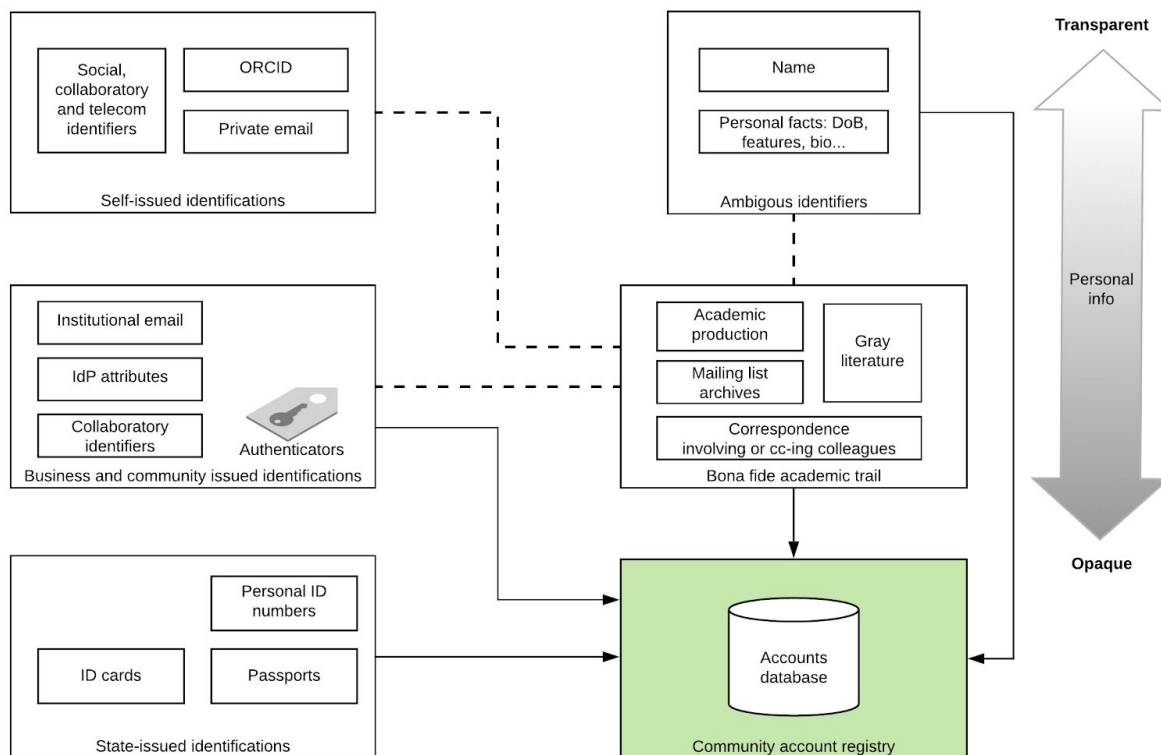 Social,
collaboratory
and telecom
identifiers
ORCID
Private email
Self-issued identifications
Name
Personal facts: DoB,
features, bio...
Ambigous identifiers
Transparent
Personal
info
Opaque
Institutional email
IdP attributes
Collaboratory
identifiers
Authenticators
Business and community issued identifications
Academic
production
Mailing list
archives
Gray
literature
Correspondence
involving or cc-ing colleagues
Bona fide academic trail
Personal ID
numbers
ID cards
Passports
State-issued identifications
Accounts
database
Community account registry